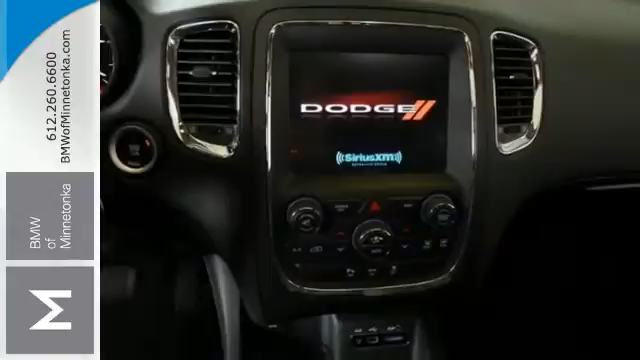 612.260.6600
BMWofMinnetonka.com
BMW
of
Minnetonka
M
DODGE
SiriusXM